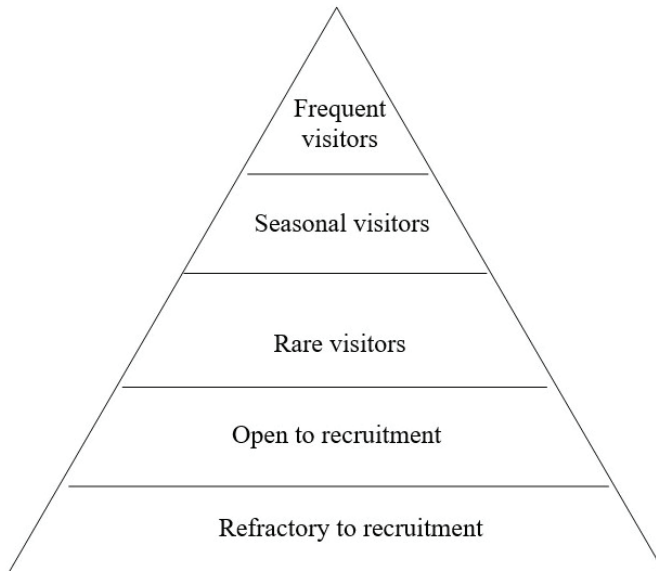 Frequent
visitors
Seasonal visitors
Rare visitors
Open to recruitment
Refractory to recruitment